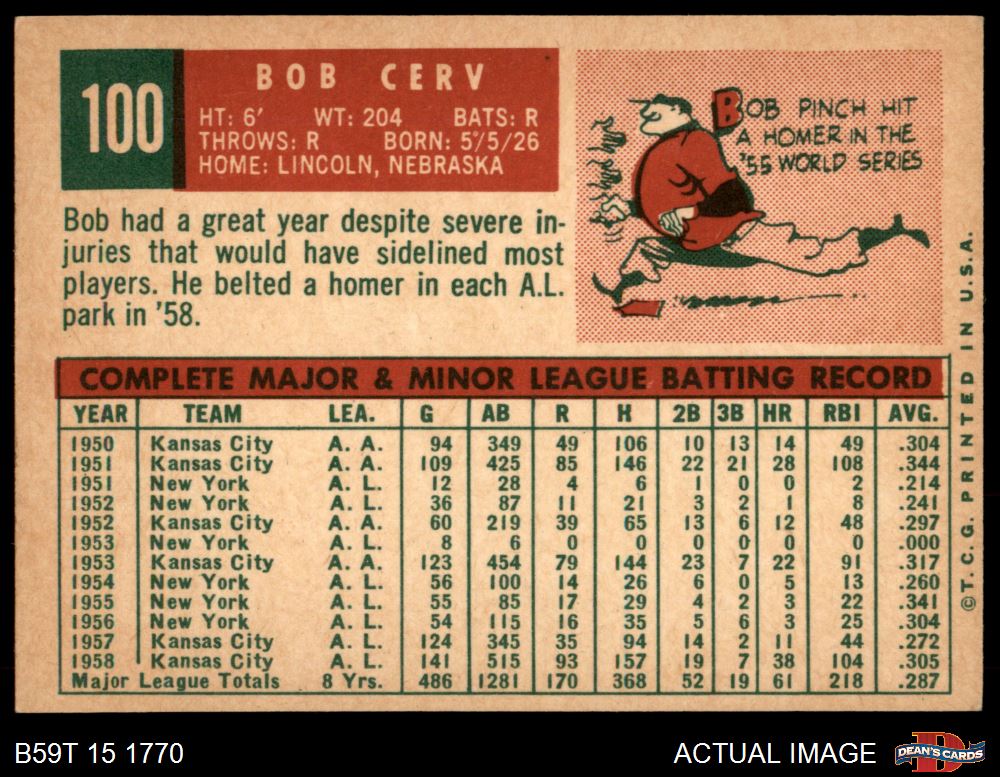 100
BOB CERV
HT: 6' WT: 204 BATS: R
THROWS: R BORN: 5/5/26
HOME: LINCOLN, NEBRASKA
BOB PINCH HIT
A HOMER IN THE
'55 WORLD SERIES
Bob had a great year despite severe in-
juries that would have sidelined most
players. He belted a homer in each A.L.
park in '58.
COMPLETE MAJOR & MINOR LEAGUE BATTING RECORD
YEAR TEAM LEA. G AB R H 2B 3B HR RBI AVG.
1950 Kansas City A. A. 94 349 49 106 10 13 14 49 .304
1951 Kansas City A. A. 109 425 85 146 22 21 28 108 .344
1951 New York A. L. 12 28 4 6 1 0 0 2 .214
1952 New York A. L. 36 87 11 21 3 2 1 8 .241
1952 Kansas City A. A. 60 219 39 65 13 6 12 48 .297
1953 New York A. L. 8 6 0 0 0 0 0 0 .000
1953 Kansas City A. A. 123 454 79 144 23 7 22 91 .317
1954 New York A. L. 56 100 14 26 6 0 5 13 .260
1955 New York A. L. 55 85 17 29 4 2 3 22 .341
1956 New York A. L. 54 115 16 35 5 6 3 25 .304
1957 Kansas City A. L. 124 345 35 94 14 2 11 44 .272
1958 Kansas City A. L. 141 515 93 157 19 7 38 104 .305
Major League Totals 8 Yrs. 486 1281 170 368 52 19 61 218 .287
© T. C. G. PRINTED IN U.S.A.
B59T 15 1770
ACTUAL IMAGE
D
DEAN'S CARDS